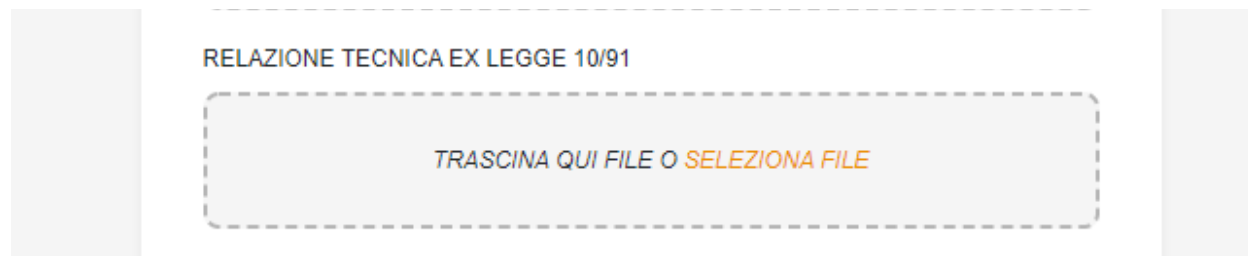 RELAZIONE TECNICA EX LEGGE 10/91
TRASCINA QUI FILE O SELEZIONA FILE